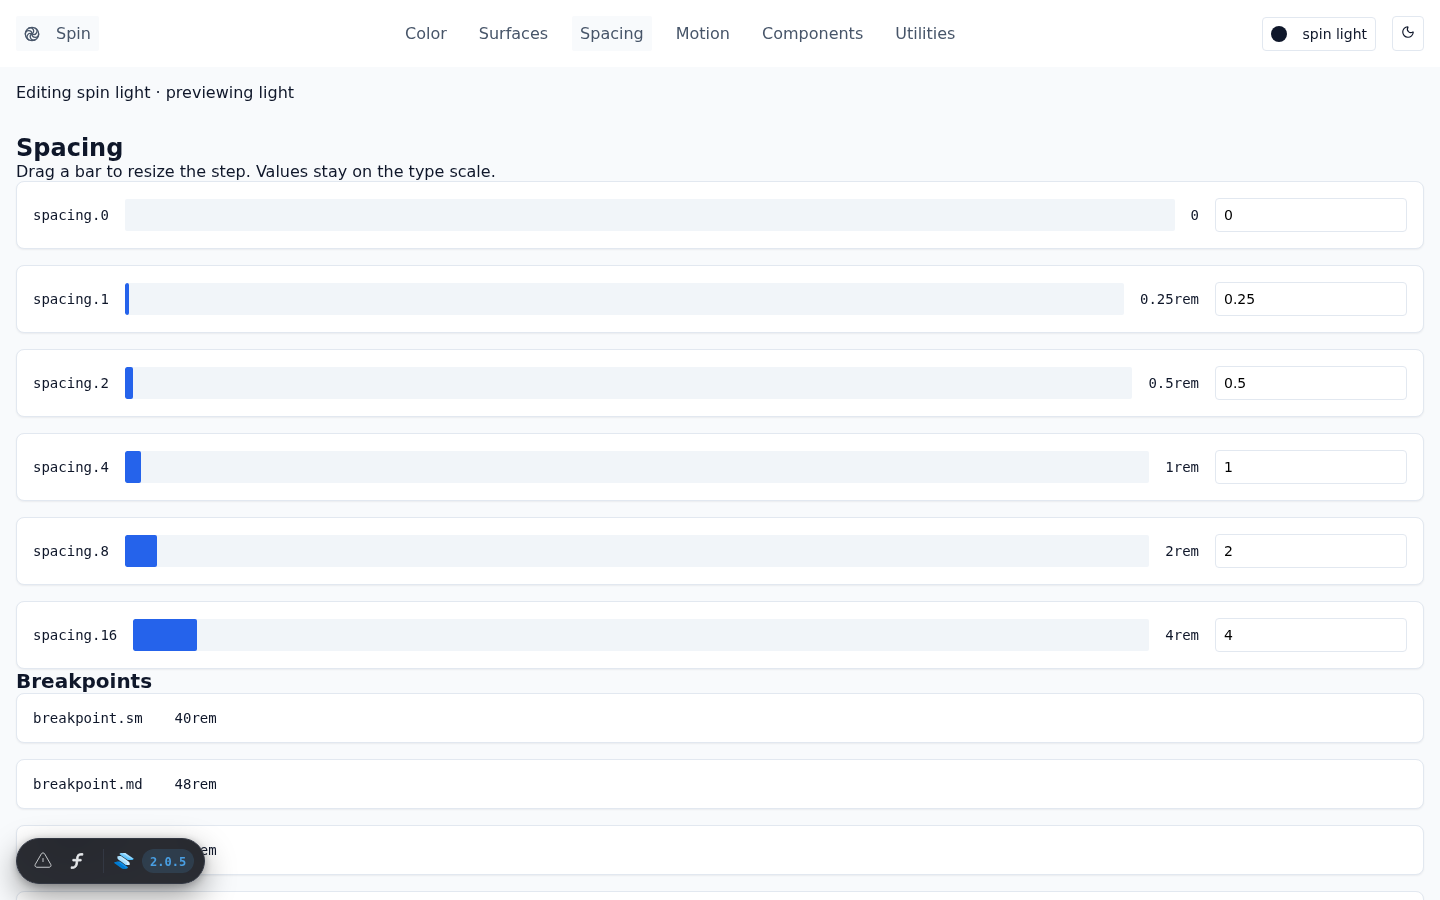 Spin
Color Surfaces Spacing Motion Components Utilities
spin light
Editing spin light · previewing light
Spacing
Drag a bar to resize the step. Values stay on the type scale.
spacing.0 0 0
spacing.1 0.25rem 0.25
spacing.2 0.5rem 0.5
spacing.4 1rem 1
spacing.8 2rem 2
spacing.16 4rem 4
Breakpoints
breakpoint.sm 40rem
breakpoint.md 48rem
em
2.0.5